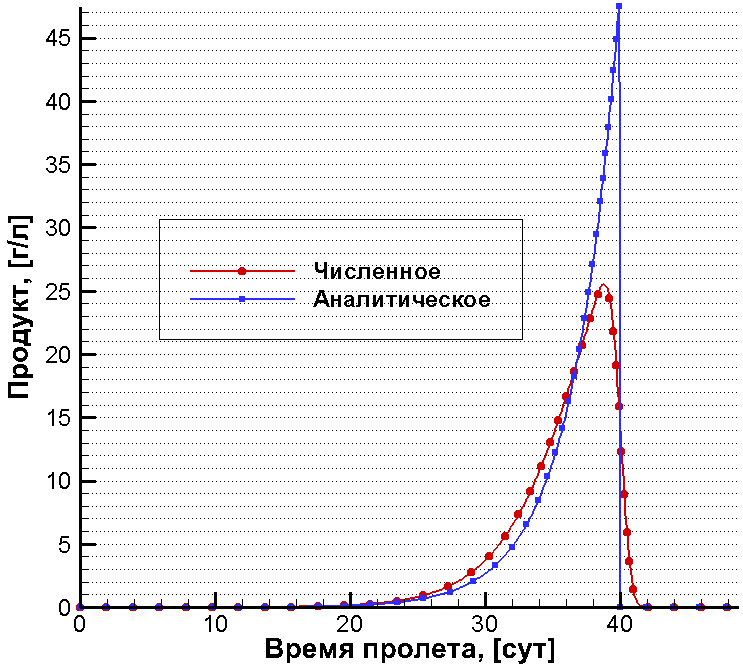 45
40
35
30
25
20
15
10
5
0
Продукт, [г/л]
Численное
Аналитическое
0 10 20 30 40
Время пролета, [сут]